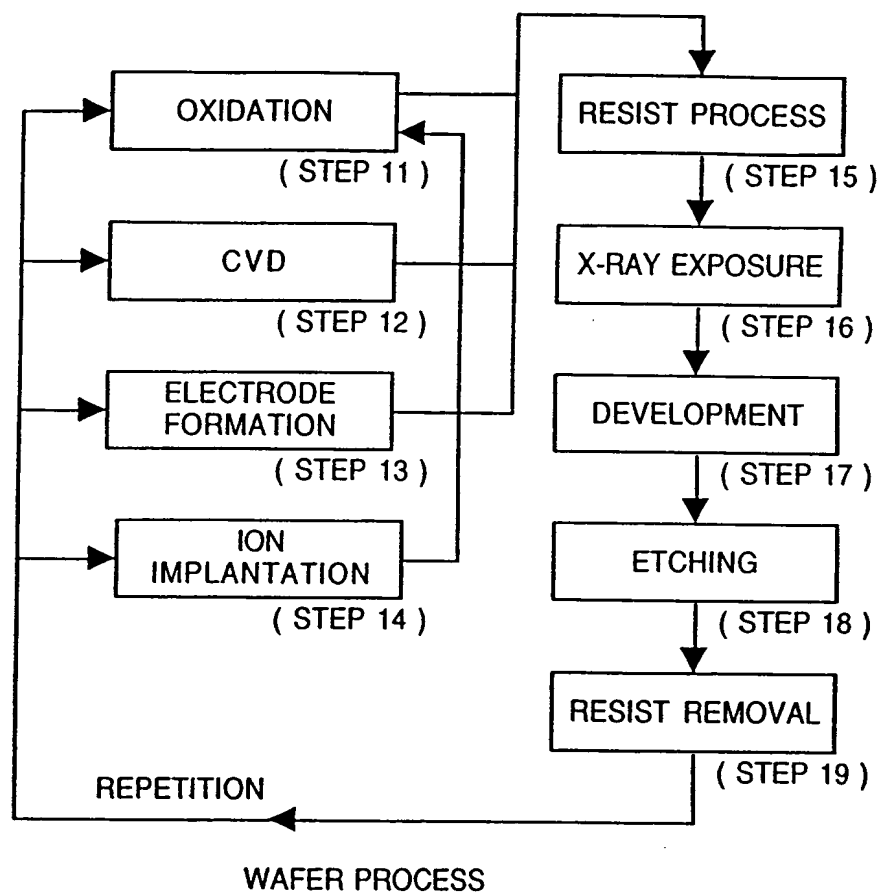 OXIDATION
( STEP 11 )
CVD
( STEP 12 )
ELECTRODE
FORMATION
( STEP 13 )
ION
IMPLANTATION
( STEP 14 )
RESIST PROCESS
( STEP 15 )
X-RAY EXPOSURE
( STEP 16 )
DEVELOPMENT
( STEP 17 )
ETCHING
( STEP 18 )
RESIST REMOVAL
( STEP 19 )
REPETITION
WAFER PROCESS